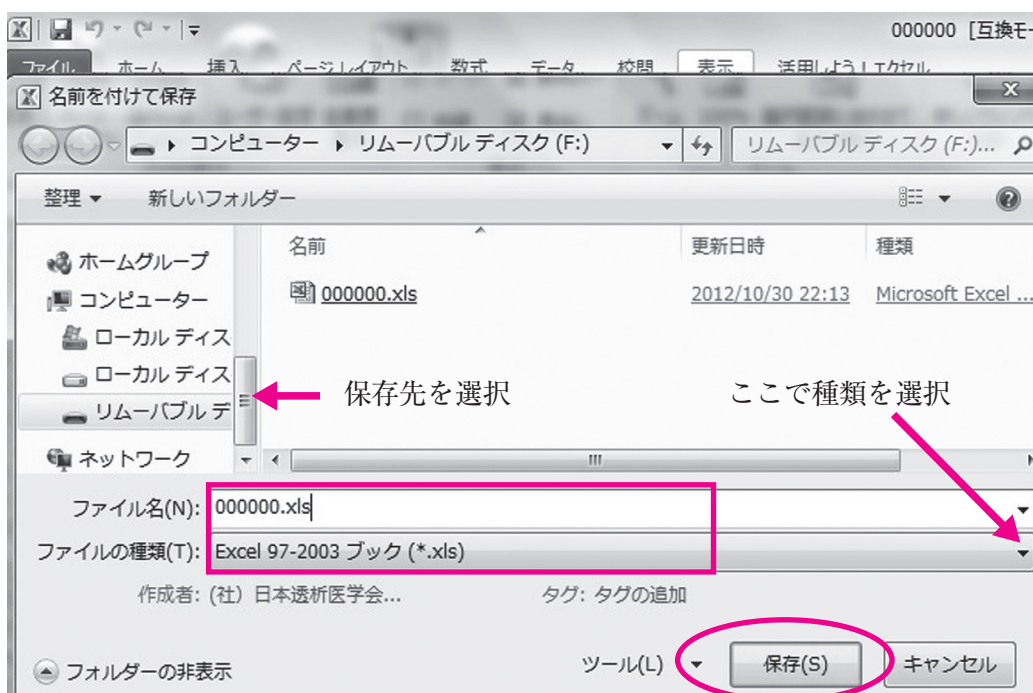 000000 [互換モー
ファイル ホーム 挿入 ページレイアウト 数式 データ 校閲 表示 活用しよう！エクセル
名前を付けて保存
コンピューター リムーバブル ディスク (F:) リムーバブル ディスク (F:)...
整理 新しいフォルダー
名前 更新日時 種類
ホームグループ
000000.xls 2012/10/30 22:13 Microsoft Excel ...
コンピューター
ローカル ディス
ローカル ディス
保存先を選択 ここで種類を選択
リムーバブル デ
ネットワーク
ファイル名(N): 000000.xls
ファイルの種類(T): Excel 97-2003 ブック (*.xls)
作成者: (社) 日本透析医学会... タグ: タグの追加
フォルダーの非表示 ツール(L) 保存(S) キャンセル